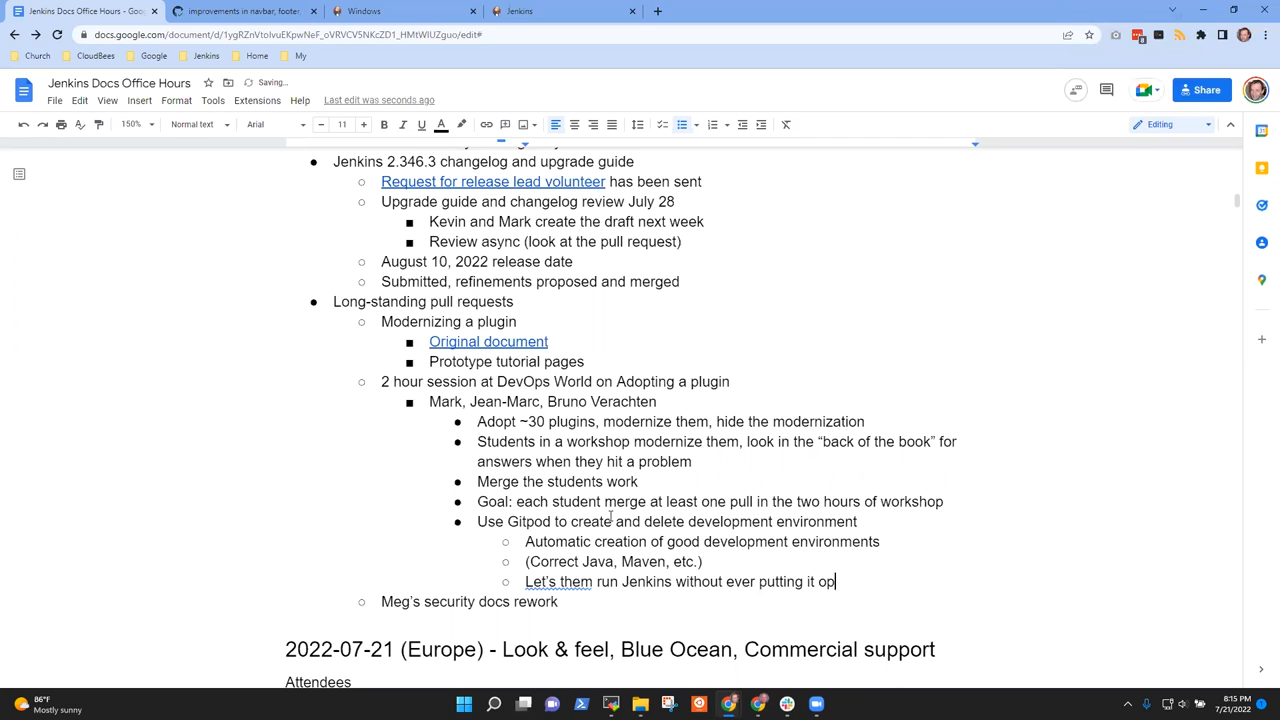 Jenkins Docs Office Hours - Goo
improvements in navbar, footer,
Windows
Jenkins
docs.google.com/document/d/1ygRZnVtoIvuEKpwNeF_oVRVCV5NKcZD1_HMtWIUZguo/edit#
Church
CloudBees
Google
Jenkins
Home
My
Jenkins Docs Office Hours
Saving...
File Edit View Insert Format Tools Extensions Help Last edit was seconds ago
Share
150% Normal text Arial 11 Editing
Jenkins 2.346.3 changelog and upgrade guide
Request for release lead volunteer has been sent
Upgrade guide and changelog review July 28
Kevin and Mark create the draft next week
Review async (look at the pull request)
August 10, 2022 release date
Submitted, refinements proposed and merged
Long-standing pull requests
Modernizing a plugin
Original document
Prototype tutorial pages
2 hour session at DevOps World on Adopting a plugin
Mark, Jean-Marc, Bruno Verachten
Adopt ~30 plugins, modernize them, hide the modernization
Students in a workshop modernize them, look in the “back of the book” for
answers when they hit a problem
Merge the students work
Goal: each student merge at least one pull in the two hours of workshop
Use Gitpod to create and delete development environment
Automatic creation of good development environments
(Correct Java, Maven, etc.)
Let’s them run Jenkins without ever putting it op
Meg’s security docs rework
2022-07-21 (Europe) - Look & feel, Blue Ocean, Commercial support
Attendees
86°F
Mostly sunny
8:15 PM
7/21/2022